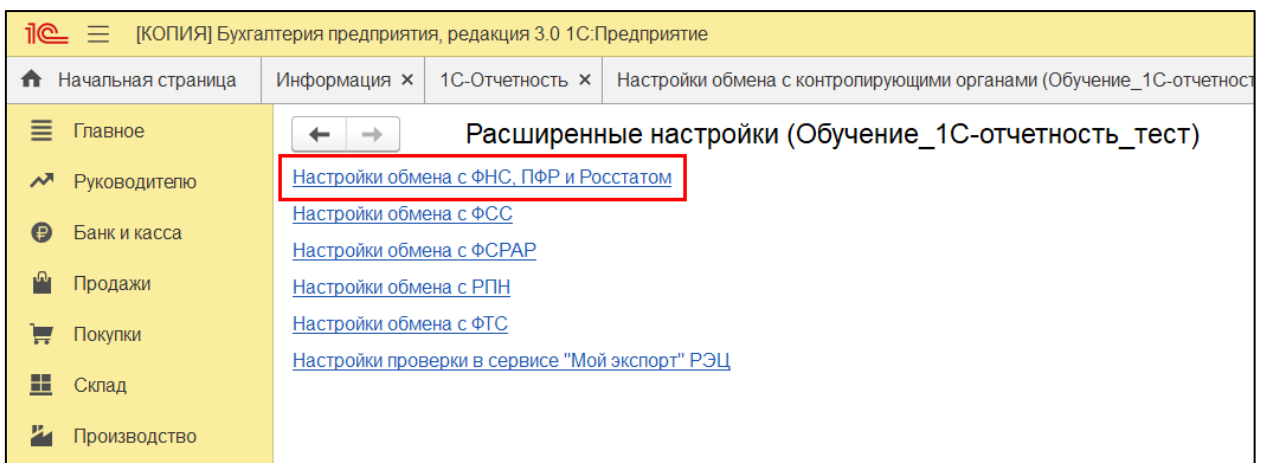 1С [КОПИЯ] Бухгалтерия предприятия, редакция 3.0 1С:Предприятие
Начальная страница Информация × 1С-Отчетность × Настройки обмена с контролирующими органами (Обучение_1С-отчетност
Главное
Руководителю
Банк и касса
Продажи
Покупки
Склад
Производство
Расширенные настройки (Обучение_1С-отчетность_тест)
Настройки обмена с ФНС, ПФР и Росстатом
Настройки обмена с ФСС
Настройки обмена с ФСРАР
Настройки обмена с РПН
Настройки обмена с ФТС
Настройки проверки в сервисе "Мой экспорт" РЭЦ